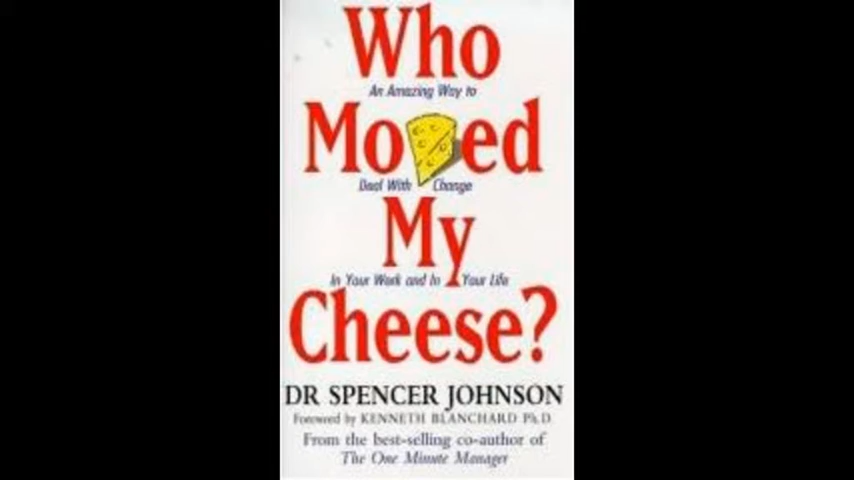 Who
An Amazing Way to
Moved
Deal With Change
My
In Your Work and In Your Life
Cheese?
DR SPENCER JOHNSON
Foreword by KENNETH BLANCHARD Ph.D.
From the best-selling co-author of
The One Minute Manager